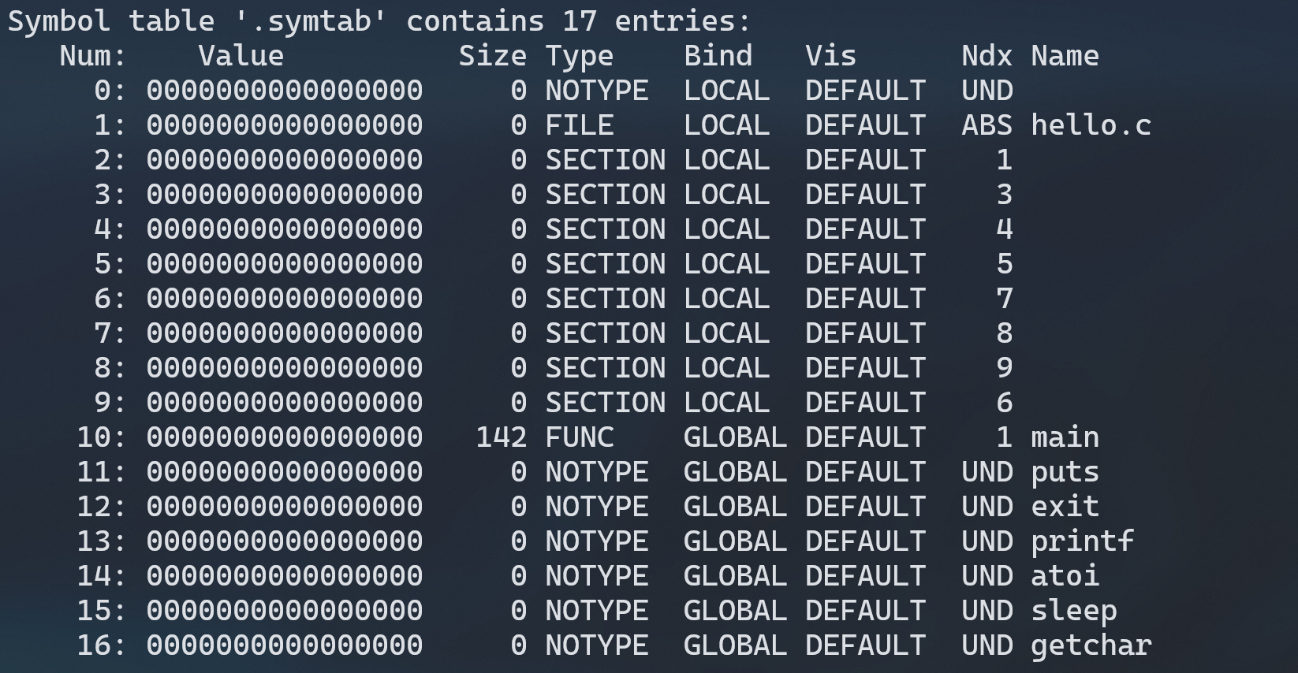 Symbol table '.symtab' contains 17 entries:
   Num:    Value          Size Type    Bind   Vis      Ndx Name
     0: 0000000000000000     0 NOTYPE  LOCAL  DEFAULT  UND
     1: 0000000000000000     0 FILE    LOCAL  DEFAULT  ABS hello.c
     2: 0000000000000000     0 SECTION LOCAL  DEFAULT    1
     3: 0000000000000000     0 SECTION LOCAL  DEFAULT    3
     4: 0000000000000000     0 SECTION LOCAL  DEFAULT    4
     5: 0000000000000000     0 SECTION LOCAL  DEFAULT    5
     6: 0000000000000000     0 SECTION LOCAL  DEFAULT    7
     7: 0000000000000000     0 SECTION LOCAL  DEFAULT    8
     8: 0000000000000000     0 SECTION LOCAL  DEFAULT    9
     9: 0000000000000000     0 SECTION LOCAL  DEFAULT    6
    10: 0000000000000000   142 FUNC    GLOBAL DEFAULT    1 main
    11: 0000000000000000     0 NOTYPE  GLOBAL DEFAULT  UND puts
    12: 0000000000000000     0 NOTYPE  GLOBAL DEFAULT  UND exit
    13: 0000000000000000     0 NOTYPE  GLOBAL DEFAULT  UND printf
    14: 0000000000000000     0 NOTYPE  GLOBAL DEFAULT  UND atoi
    15: 0000000000000000     0 NOTYPE  GLOBAL DEFAULT  UND sleep
    16: 0000000000000000     0 NOTYPE  GLOBAL DEFAULT  UND getchar